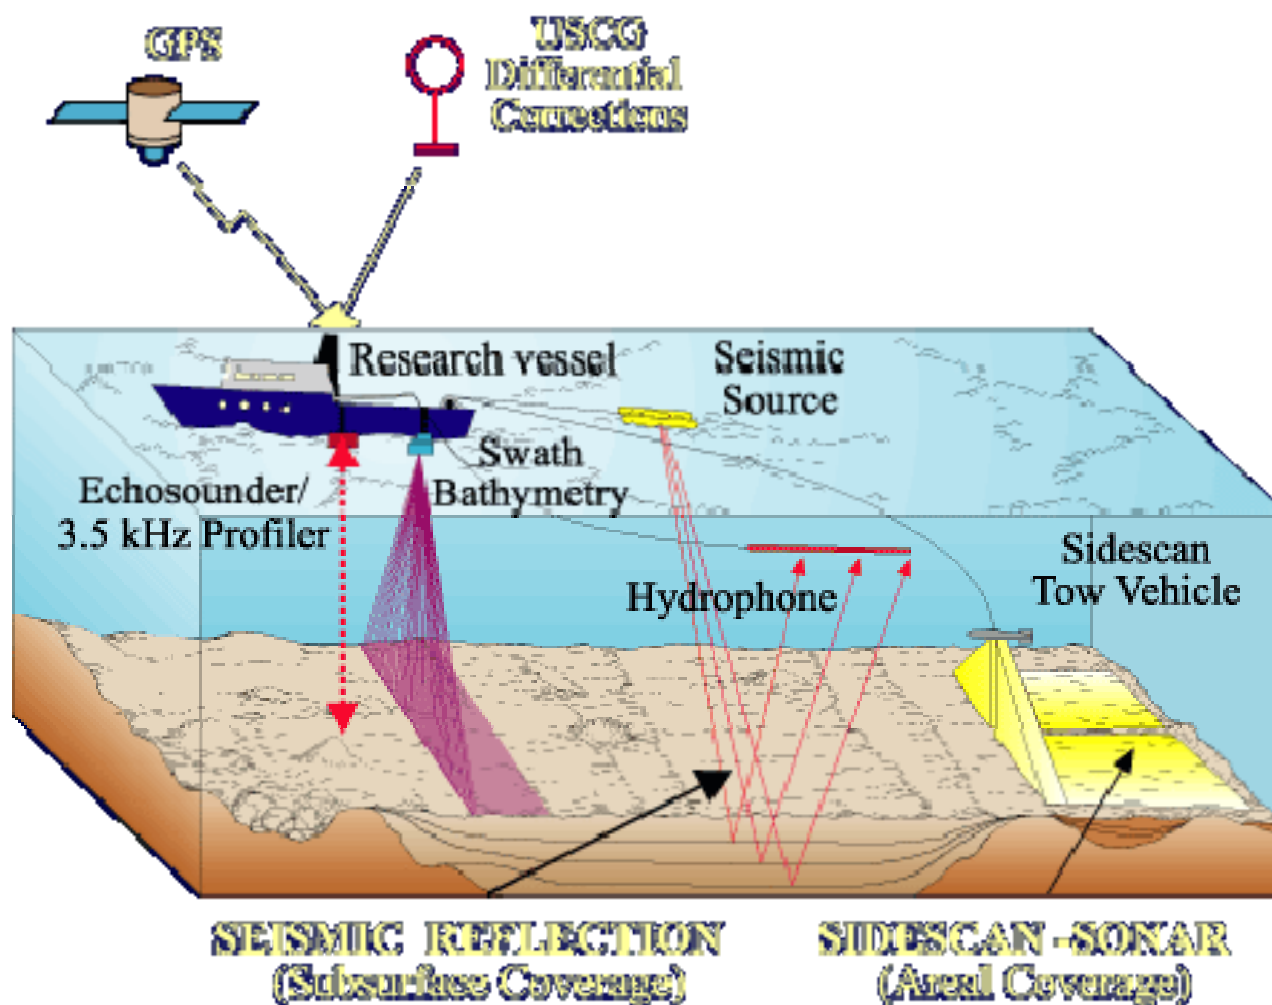 GPS
USCG
Differential
Corrections
Research vessel
Seismic
Source
Swath
Bathymetry
Echosounder/
3.5 kHz Profiler
Hydrophone
Sidescan
Tow Vehicle
SEISMIC REFLECTION
(Subsurface Coverage)
SIDESCAN-SONAR
(Areal Coverage)